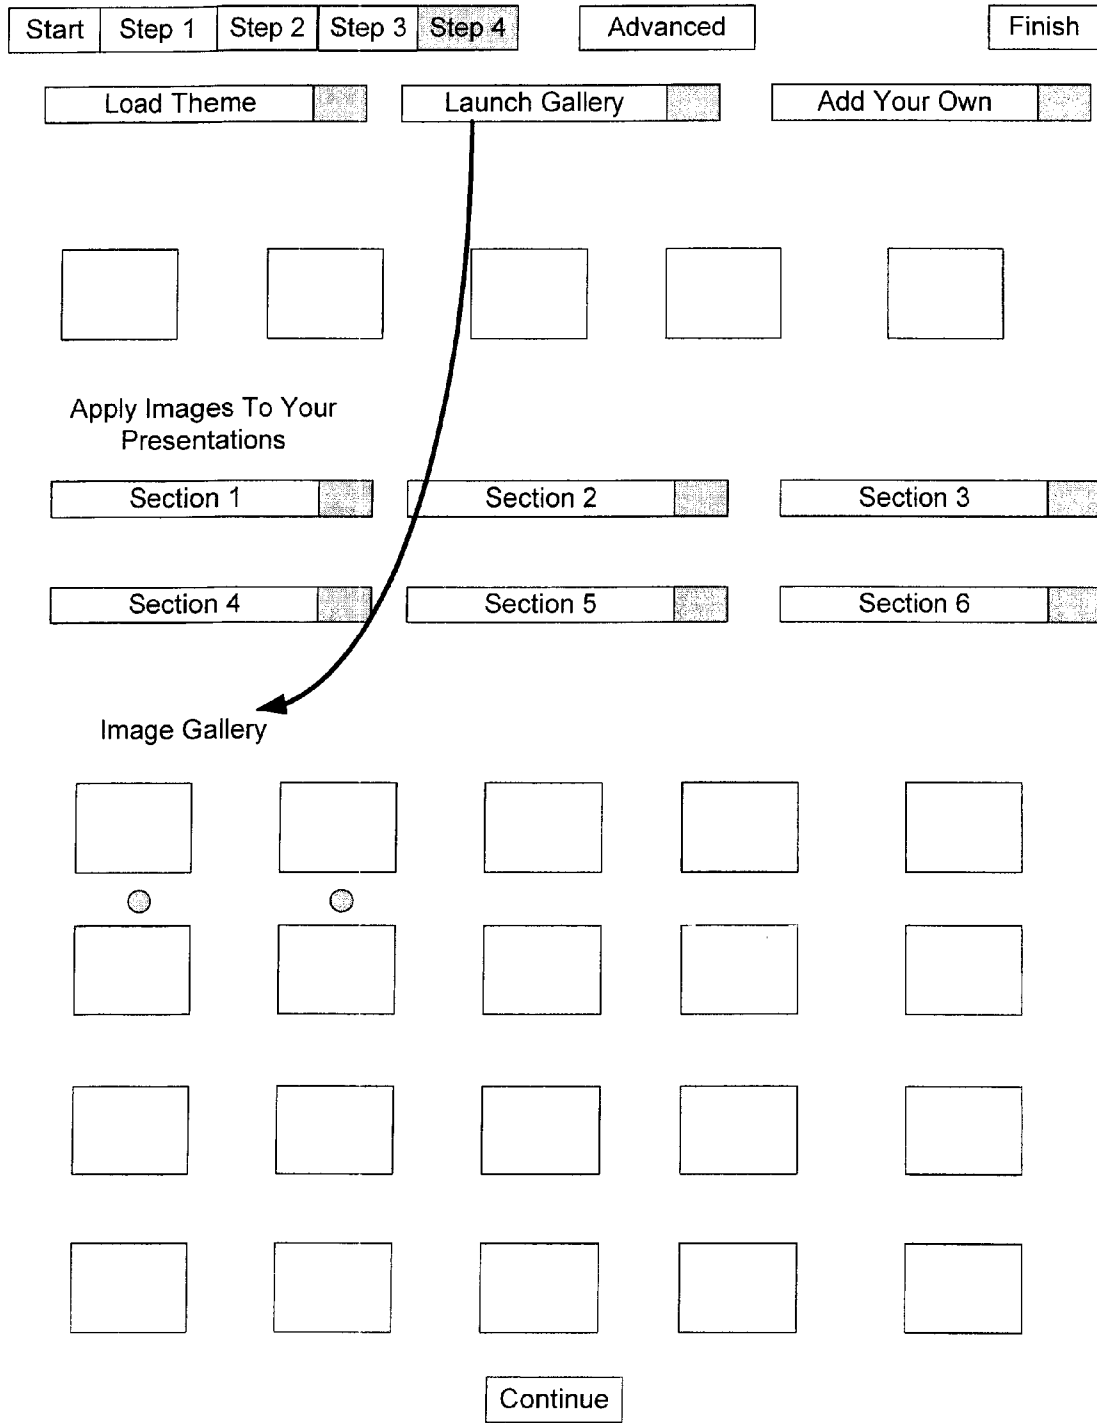 Start Step 1 Step 2 Step 3 Step 4 Advanced Finish
Load Theme Launch Gallery Add Your Own
Apply Images To Your
Presentations
Section 1 Section 2 Section 3
Section 4 Section 5 Section 6
Image Gallery
Continue